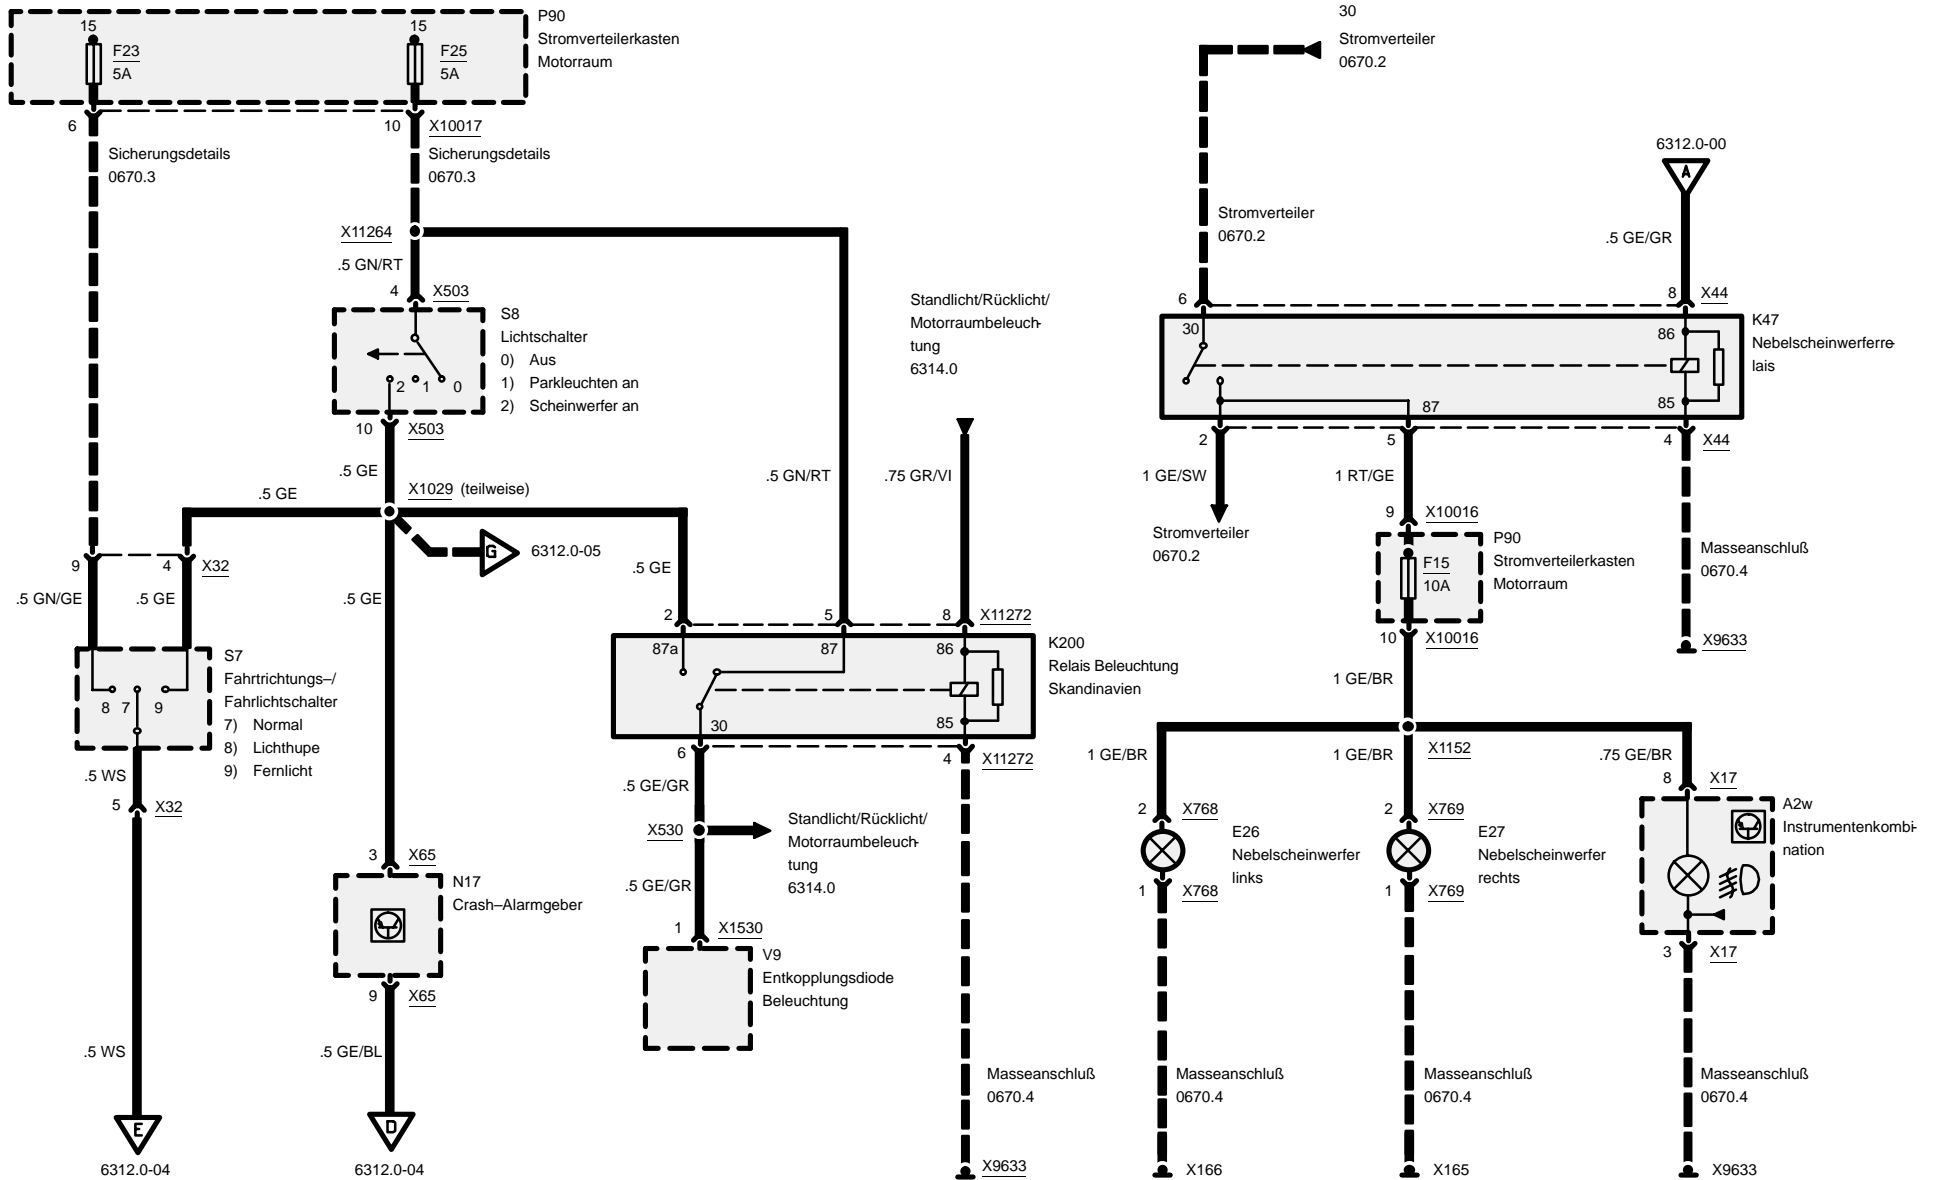 15
F23
5A
15
F25
5A
P90
Stromverteilerkasten
Motorraum
6
10
X10017
Sicherungsdetails
0670.3
Sicherungsdetails
0670.3
X11264
.5 GN/RT
4
X503
S8
Lichtschalter
0) Aus
1) Parkleuchten an
2) Scheinwerfer an
2
1
0
10
X503
.5 GE
.5 GE
X1029 (teilweise)
G
6312.0-05
.5 GE
.5 GN/RT
.75 GR/VI
Standlicht/Rücklicht/
Motorraumbeleuch-
tung
6314.0
9
4
X32
.5 GN/GE
.5 GE
.5 GE
S7
Fahrtrichtungs–/
Fahrlichtschalter
7) Normal
8) Lichthupe
9) Fernlicht
8
7
9
.5 WS
5
X32
.5 WS
E
6312.0-04
3
X65
N17
Crash–Alarmgeber
9
X65
.5 GE/BL
D
6312.0-04
2
5
8
X11272
87a
87
86
30
85
K200
Relais Beleuchtung
Skandinavien
6
4
X11272
.5 GE/GR
X530
Standlicht/Rücklicht/
Motorraumbeleuch-
tung
6314.0
.5 GE/GR
1
X1530
V9
Entkopplungsdiode
Beleuchtung
Masseanschluß
0670.4
X9633
30
Stromverteiler
0670.2
Stromverteiler
0670.2
6312.0-00
A
.5 GE/GR
6
8
X44
30
86
87
85
K47
Nebelscheinwerferre-
lais
2
5
4
X44
1 GE/SW
Stromverteiler
0670.2
1 RT/GE
9
X10016
P90
Stromverteilerkasten
Motorraum
F15
10A
10
X10016
1 GE/BR
Masseanschluß
0670.4
X9633
1 GE/BR
1 GE/BR
X1152
.75 GE/BR
2
X768
E26
Nebelscheinwerfer
links
1
X768
2
X769
E27
Nebelscheinwerfer
rechts
1
X769
8
X17
A2w
Instrumentenkombi-
nation
3
X17
Masseanschluß
0670.4
Masseanschluß
0670.4
Masseanschluß
0670.4
X166
X165
X9633